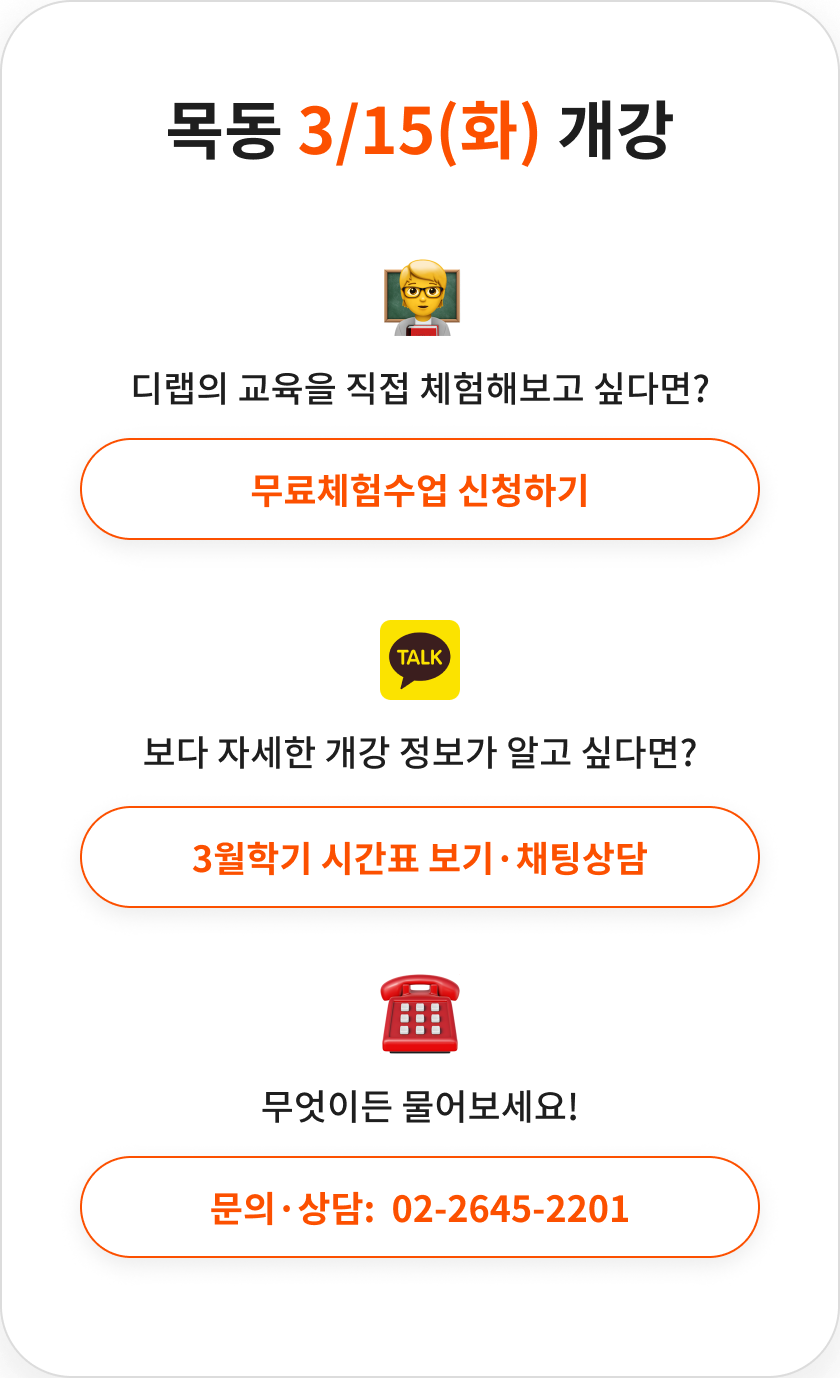 목동 3/15(화) 개강
디랩의 교육을 직접 체험해보고 싶다면?
무료체험수업 신청하기
TALK
보다 자세한 개강 정보가 알고 싶다면?
3월학기 시간표 보기·채팅상담
무엇이든 물어보세요!
문의·상담: 02-2645-2201